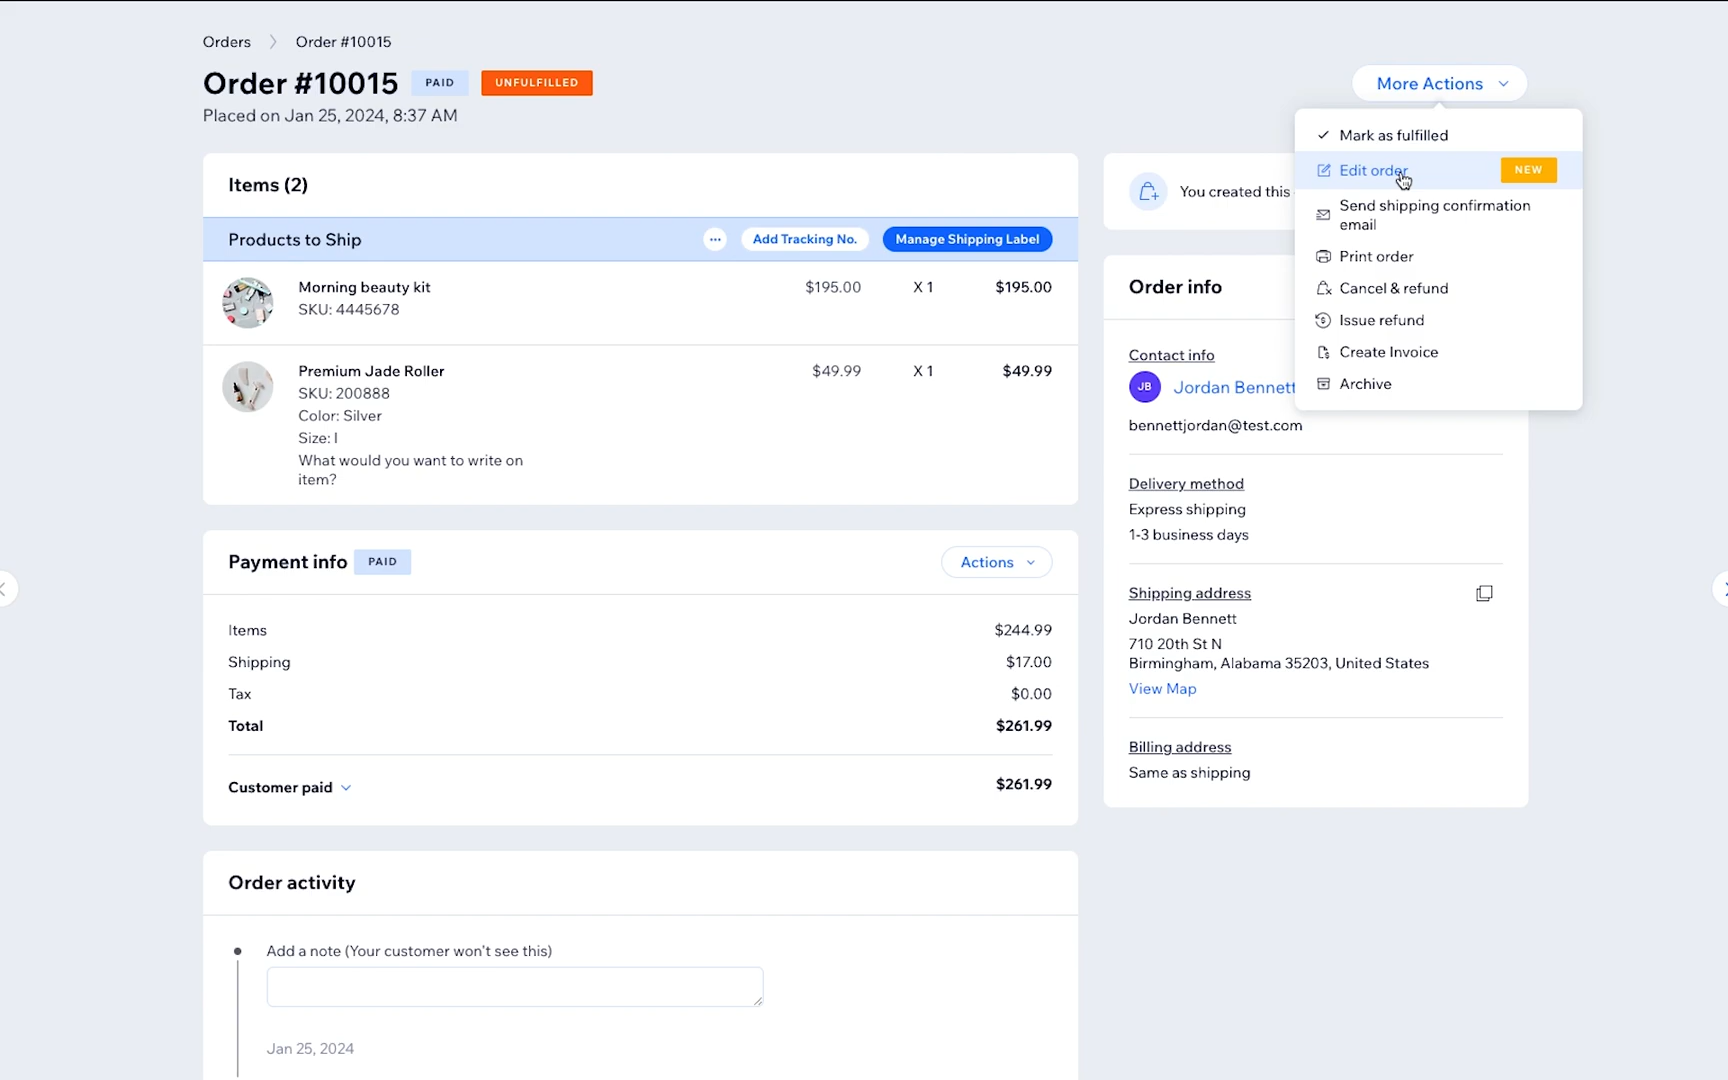 Orders > Order #10015
Order #10015 PAID UNFULFILLED
Placed on Jan 25, 2024, 8:37 AM
More Actions
Mark as fulfilled
Edit order NEW
Send shipping confirmation
email
Print order
Cancel & refund
Issue refund
Create Invoice
Archive
Items (2)
Products to Ship ... Add Tracking No. Manage Shipping Label
Morning beauty kit $195.00 X 1 $195.00
SKU: 4445678
Premium Jade Roller $49.99 X 1 $49.99
SKU: 200888
Color: Silver
Size: I
What would you want to write on
item?
Payment info PAID Actions
Items $244.99
Shipping $17.00
Tax $0.00
Total $261.99
Customer paid $261.99
Order activity
Add a note (Your customer won't see this)
Jan 25, 2024
You created this
Order info
Contact info
JB Jordan Bennett
bennettjordan@test.com
Delivery method
Express shipping
1-3 business days
Shipping address
Jordan Bennett
710 20th St N
Birmingham, Alabama 35203, United States
View Map
Billing address
Same as shipping